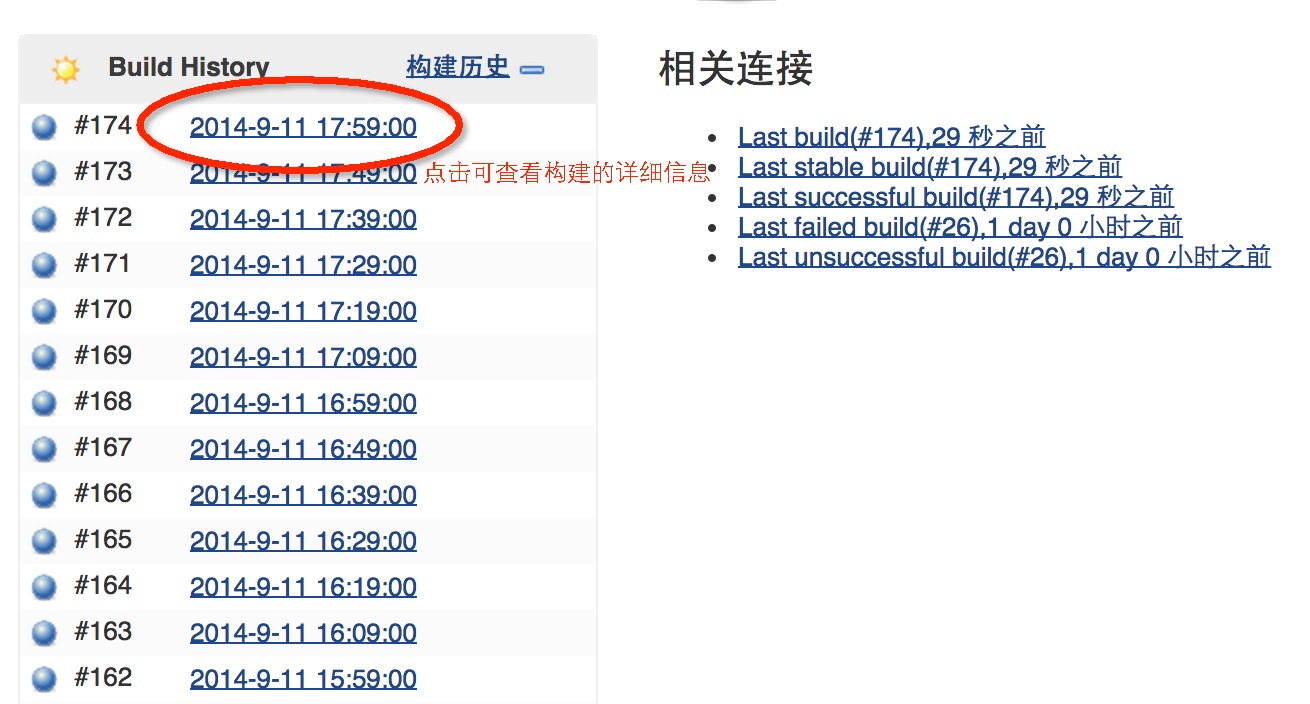 Build History 构建历史
#174 2014-9-11 17:59:00
#173 2014-9-11 17:49:00
点击可查看构建的详细信息
#172 2014-9-11 17:39:00
#171 2014-9-11 17:29:00
#170 2014-9-11 17:19:00
#169 2014-9-11 17:09:00
#168 2014-9-11 16:59:00
#167 2014-9-11 16:49:00
#166 2014-9-11 16:39:00
#165 2014-9-11 16:29:00
#164 2014-9-11 16:19:00
#163 2014-9-11 16:09:00
#162 2014-9-11 15:59:00
相关连接
Last build(#174),29 秒之前
Last stable build(#174),29 秒之前
Last successful build(#174),29 秒之前
Last failed build(#26),1 day 0 小时之前
Last unsuccessful build(#26),1 day 0 小时之前